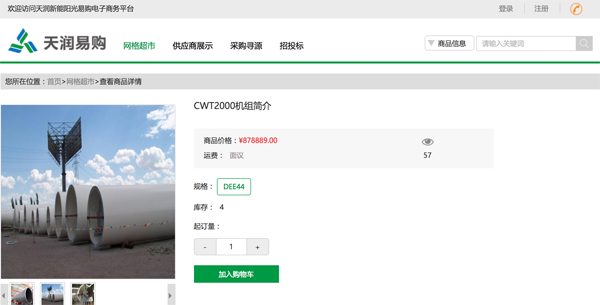 欢迎访问天润新能阳光易购电子商务平台
登录 注册
天润易购 网格超市 供应商展示 采购寻源 招投标 商品信息 请输入关键词
您所在位置：首页>网格超市>查看商品详情
CWT2000机组简介
商品价格：¥878889.00
运费： 面议 57
规格： DEE44
库存： 4
起订量：
- 1 +
加入购物车